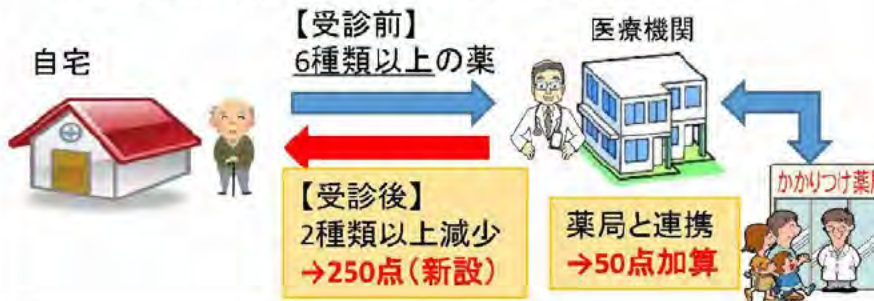 自宅
【受診前】
6種類以上の薬
医療機関
【受診後】
2種類以上減少
→250点(新設)
薬局と連携
→50点加算
かかりつけ薬局